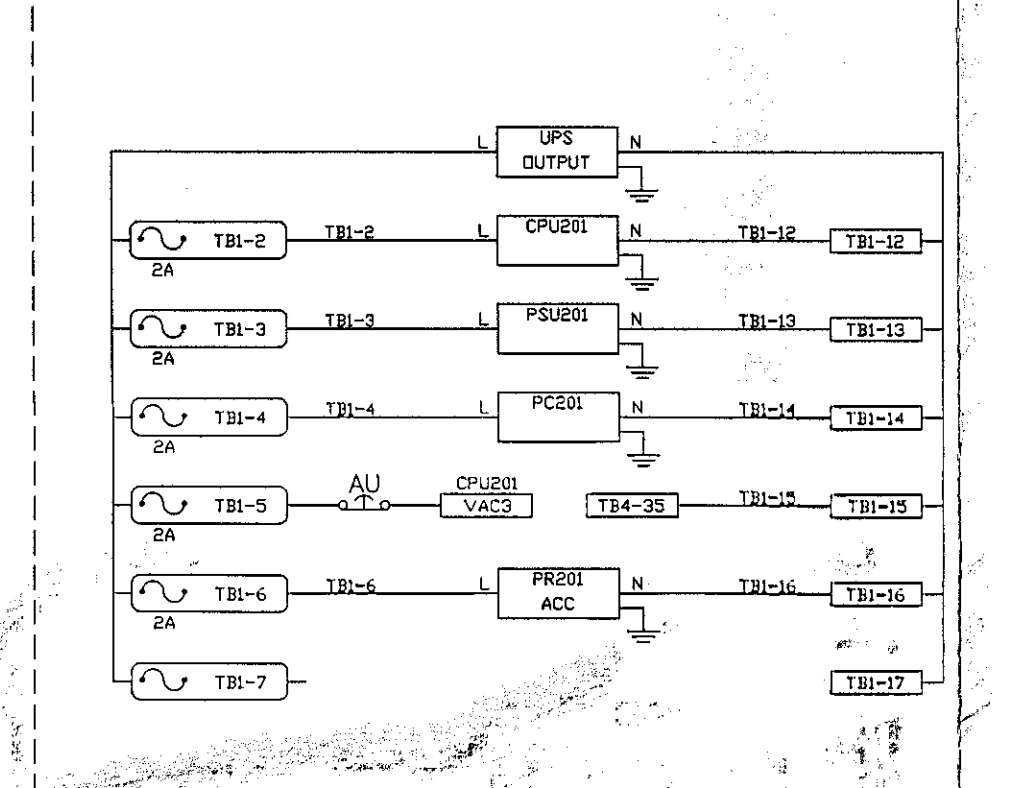 L UPS OUTPUT N
TB1-2 TB1-2 L CPU201 N TB1-12 TB1-12
2A
TB1-3 TB1-3 L PSU201 N TB1-13 TB1-13
2A
TB1-4 TB1-4 L PC201 N TB1-14 TB1-14
2A
TB1-5 AU CPU201 VAC3 TB4-35 TB1-15 TB1-15
2A
TB1-6 TB1-6 L PR201 ACC N TB1-16 TB1-16
2A
TB1-7 TB1-17